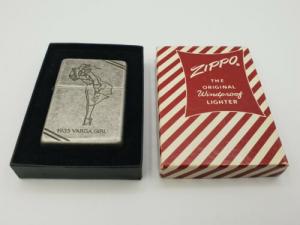 1935 VARGA GIRL
ZIPPO
THE
ORIGINAL
Windproof
LIGHTER